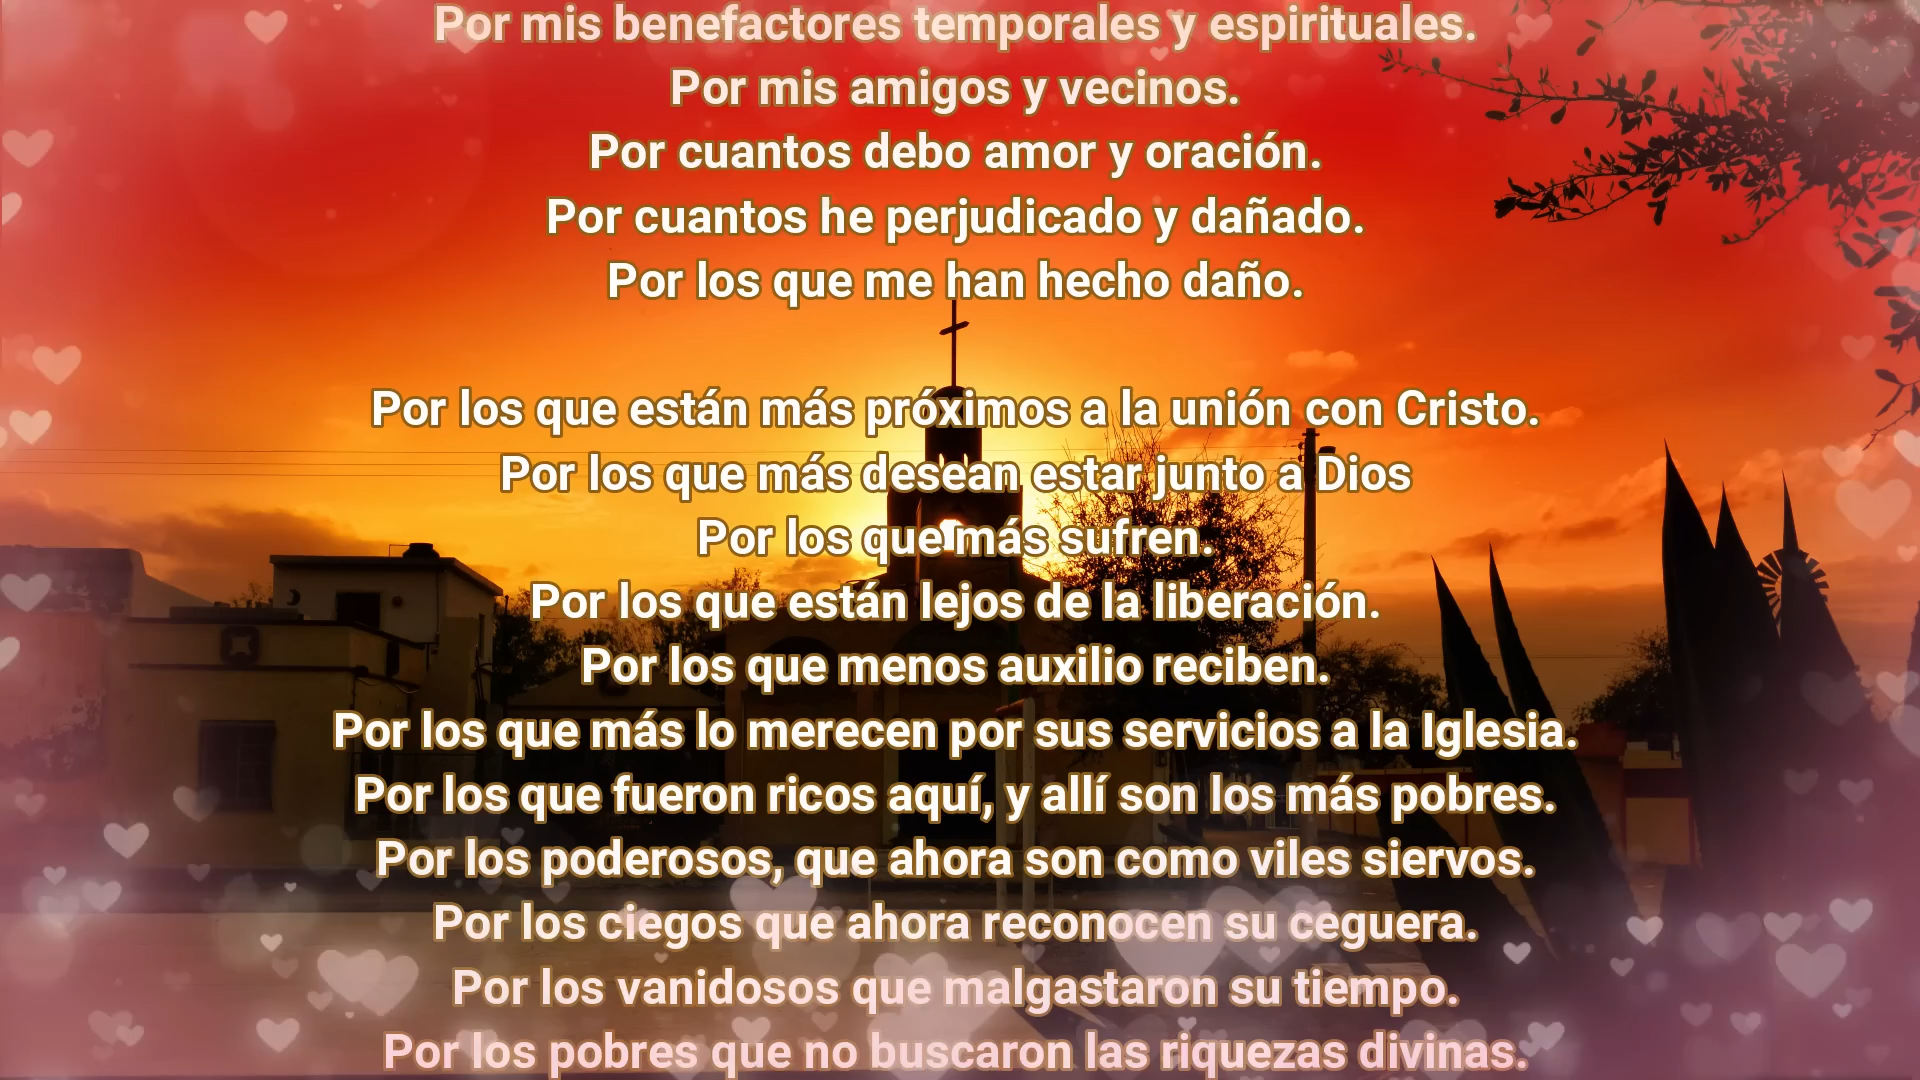 Por mis benefactores temporales y espirituales.
Por mis amigos y vecinos.
Por cuantos debo amor y oración.
Por cuantos he perjudicado y dañado.
Por los que me han hecho daño.
Por los que están más próximos a la unión con Cristo.
Por los que más desean estar junto a Dios
Por los que más sufren.
Por los que están lejos de la liberación.
Por los que menos auxilio reciben.
Por los que más lo merecen por sus servicios a la Iglesia.
Por los que fueron ricos aquí, y allí son los más pobres.
Por los poderosos, que ahora son como viles siervos.
Por los ciegos que ahora reconocen su ceguera.
Por los vanidosos que malgastaron su tiempo.
Por los pobres que no buscaron las riquezas divinas.